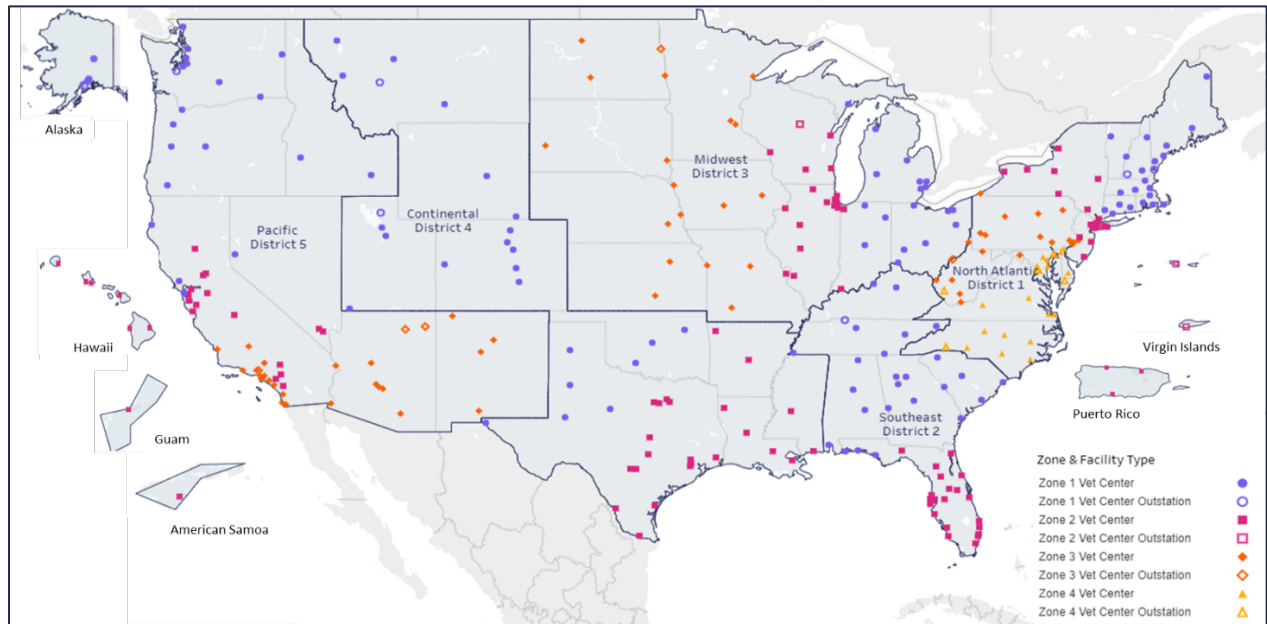 Alaska
Midwest
District 3
Continental
District 4
Pacific
District 5
North Atlantic
District 1
Hawaii
Virgin Islands
Guam
Puerto Rico
Southeast
District 2
American Samoa
Zone & Facility Type
Zone 1 Vet Center
Zone 1 Vet Center Outstation
Zone 2 Vet Center
Zone 2 Vet Center Outstation
Zone 3 Vet Center
Zone 3 Vet Center Outstation
Zone 4 Vet Center
Zone 4 Vet Center Outstation